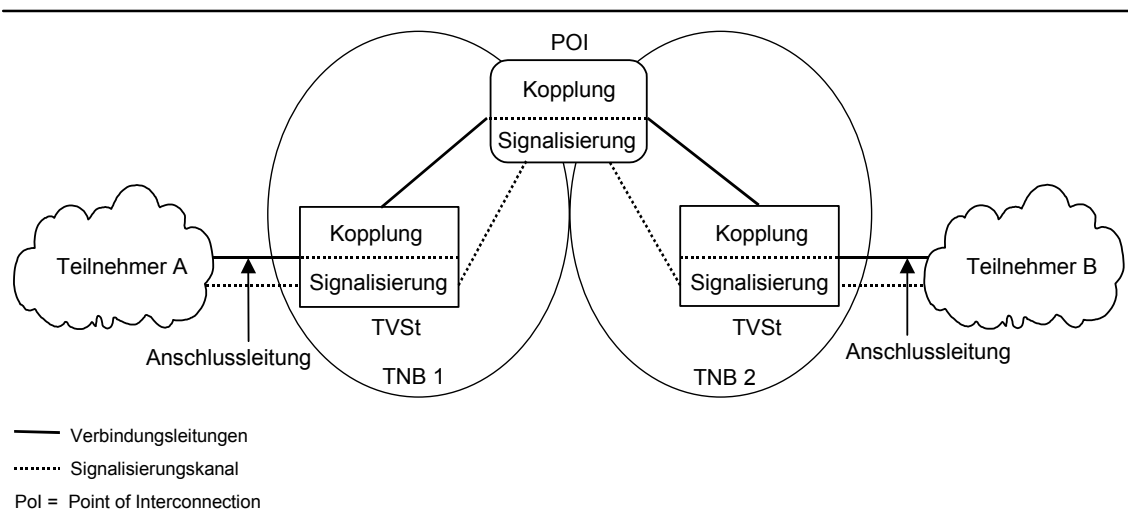 POI
Kopplung
Signalisierung
Kopplung
Signalisierung
Kopplung
Signalisierung
Teilnehmer A
Teilnehmer B
TVSt
TVSt
Anschlussleitung
Anschlussleitung
TNB 1
TNB 2
Verbindungsleitungen
Signalisierungskanal
PoI = Point of Interconnection